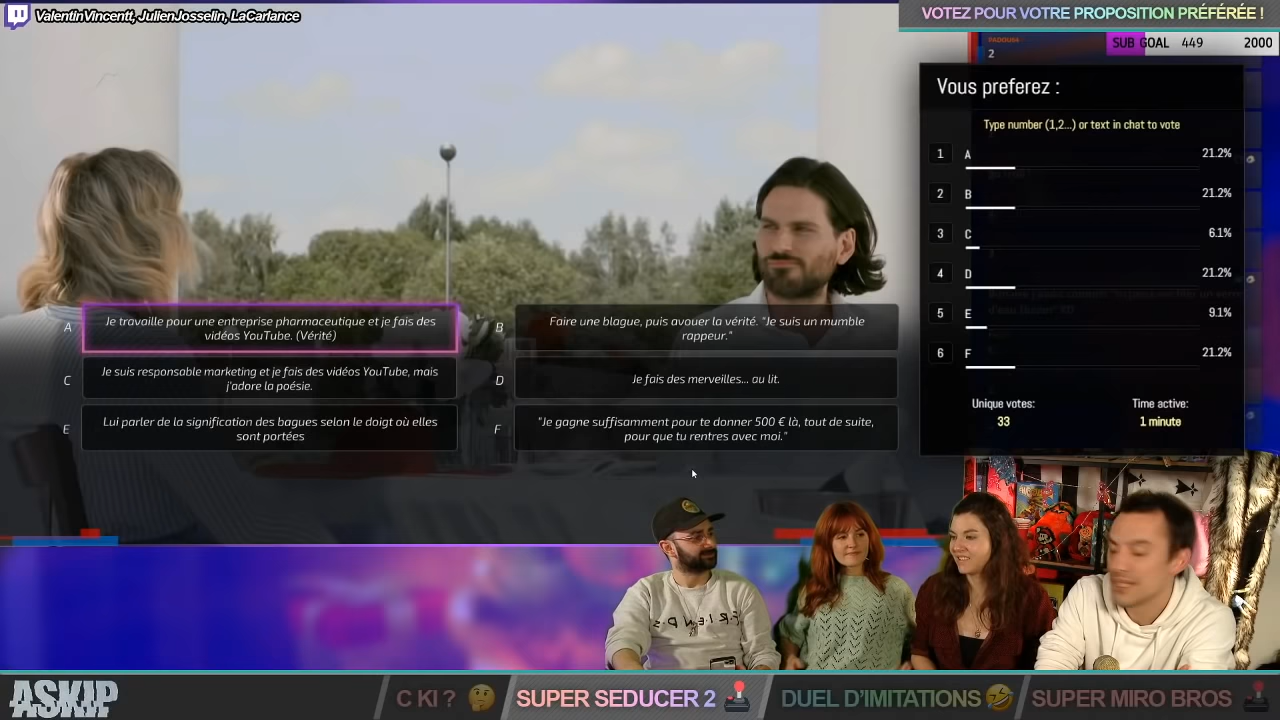 ValentinVincentt, JulienJosselin, LaCarlance
VOTEZ POUR VOTRE PROPOSITION PRÉFÉRÉE !
SUB GOAL 449 2000
2
Vous preferez :
Type number (1,2...) or text in chat to vote
1 A 21.2%
2 B 21.2%
3 C 6.1%
4 D 21.2%
5 E 9.1%
6 F 21.2%
Unique votes: Time active:
33 1 minute
A Je travaille pour une entreprise pharmaceutique et je fais des
vidéos YouTube. (Vérité)
B Faire une blague, puis avouer la vérité. "Je suis un mumble
rappeur."
C Je suis responsable marketing et je fais des vidéos YouTube, mais
j'adore la poésie.
D Je fais des merveilles... au lit.
E Lui parler de la signification des bagues selon le doigt où elles
sont portées
F "Je gagne suffisamment pour te donner 500 € là, tout de suite,
pour que tu rentres avec moi."
FRIENDS
ASKIP
C KI ? SUPER SEDUCER 2 DUEL D'IMITATIONS SUPER MIRO BROS